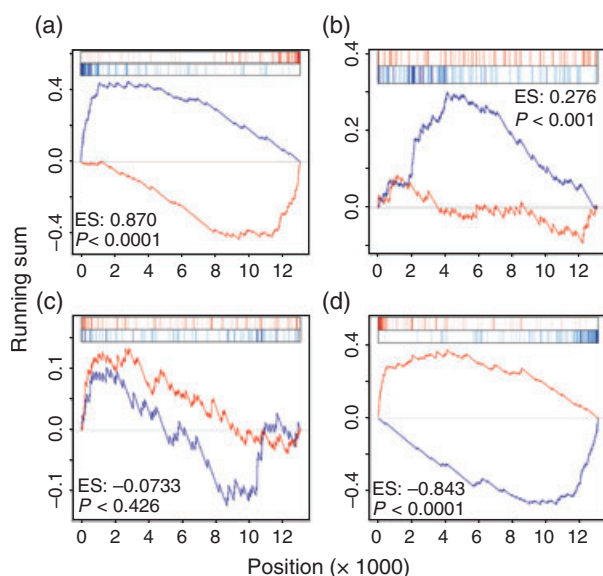 (a)
0.4
0.0
−0.4
ES: 0.870
P < 0.0001
0 2 4 6 8 10 12
(b)
0.4
0.2
0.0
ES: 0.276
P < 0.001
0 2 4 6 8 10 12
(c)
0.1
0.0
−0.1
ES: −0.0733
P < 0.426
0 2 4 6 8 10 12
(d)
0.4
0.0
−0.4
ES: −0.843
P < 0.0001
0 2 4 6 8 10 12
Running sum
Position (× 1000)